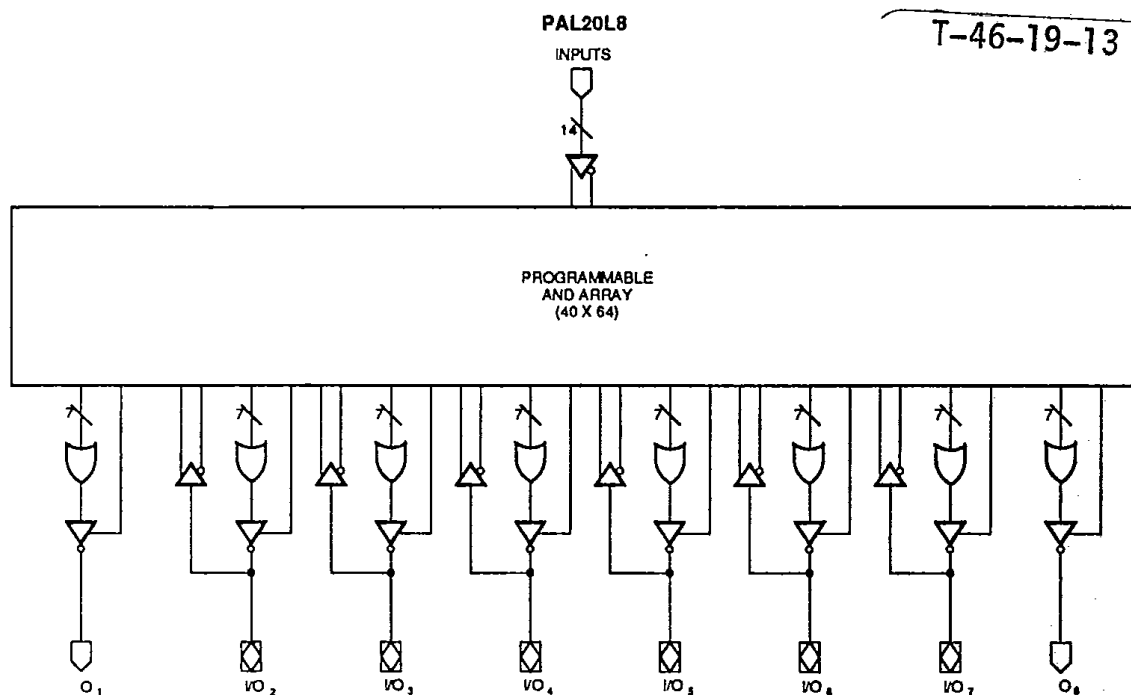 PAL20L8
T-46-19-13
INPUTS
14
PROGRAMMABLE
AND ARRAY
(40 X 64)
7 7 7 7 7 7 7 7
O1 I/O2 I/O3 I/O4 I/O5 I/O6 I/O7 O8